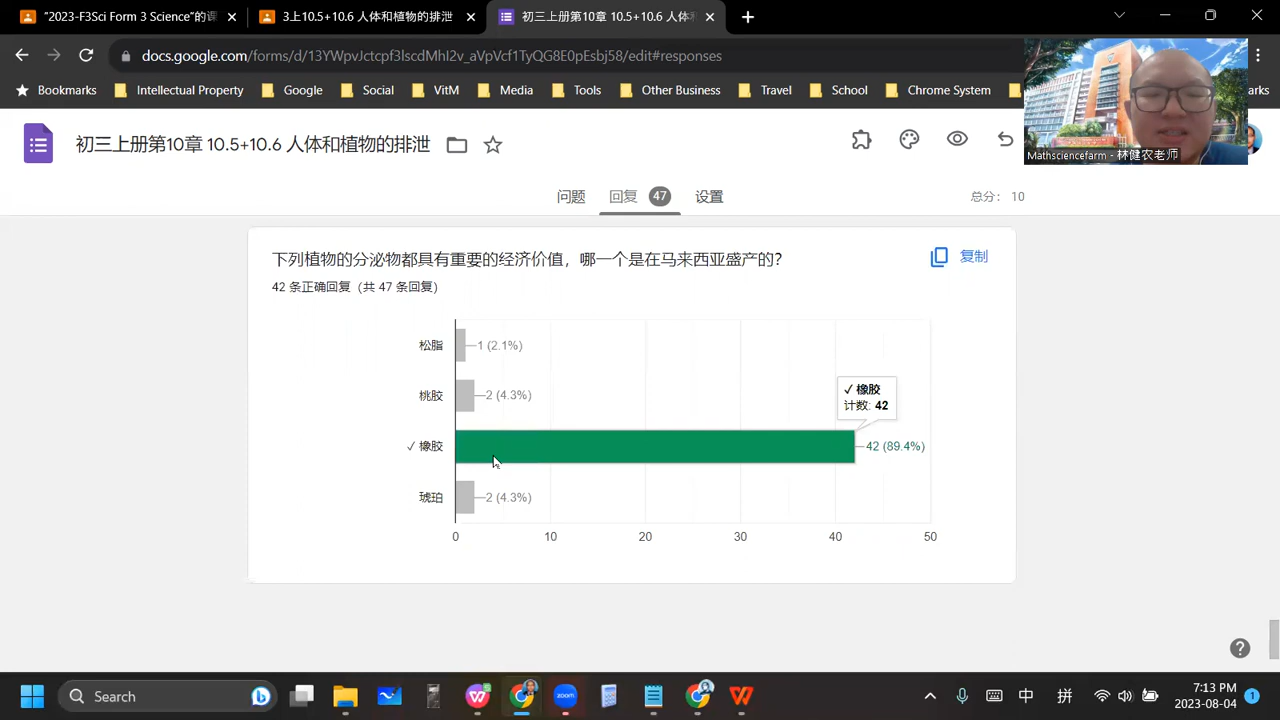 "2023-F3Sci Form 3 Science"的课
3上10.5+10.6 人体和植物的排泄
初三上册第10章 10.5+10.6 人体
Bookmarks
Intellectual Property
Google
Social
VitM
Media
Tools
Other Business
Travel
School
Chrome System
初三上册第10章 10.5+10.6 人体和植物的排泄
Mathsciencefarm - 林健农老师
问题
回复 47
设置
总分： 10
下列植物的分泌物都具有重要的经济价值，哪一个是在马来西亚盛产的？
复制
42 条正确回复（共 47 条回复）
松脂
1 (2.1%)
桃胶
2 (4.3%)
✓ 橡胶
计数: 42
✓ 橡胶
42 (89.4%)
琥珀
2 (4.3%)
0 10 20 30 40 50
Search
中
拼
7:13 PM
2023-08-04
1